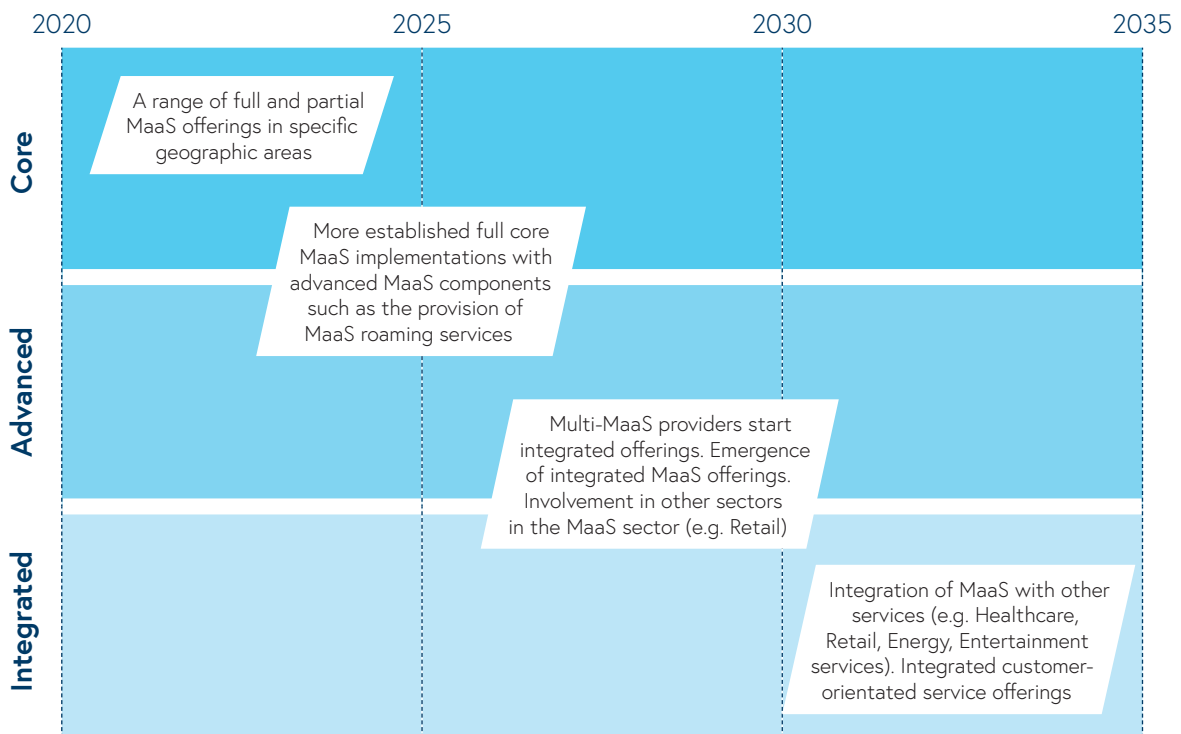 2020 2025 2030 2035
Core
A range of full and partial
MaaS offerings in specific
geographic areas
More established full core
MaaS implementations with
advanced MaaS components
such as the provision of
MaaS roaming services
Advanced
Multi-MaaS providers start
integrated offerings. Emergence
of integrated MaaS offerings.
Involvement in other sectors
in the MaaS sector (e.g. Retail)
Integrated
Integration of MaaS with other
services (e.g. Healthcare,
Retail, Energy, Entertainment
services). Integrated customer-
orientated service offerings